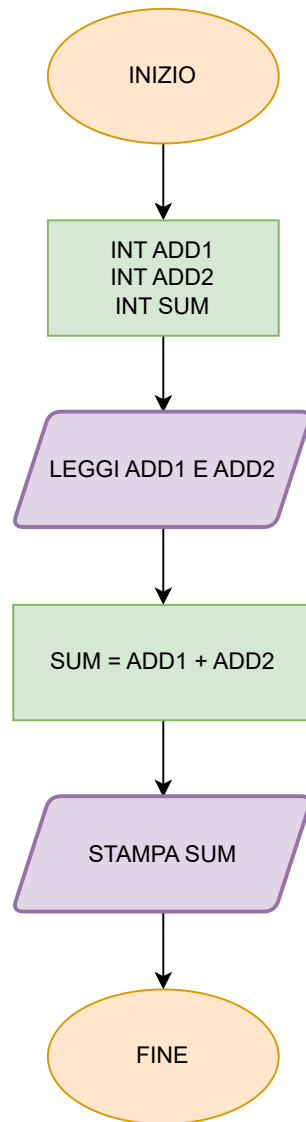 INIZIO
INT ADD1
INT ADD2
INT SUM
LEGGI ADD1 E ADD2
SUM = ADD1 + ADD2
STAMPA SUM
FINE